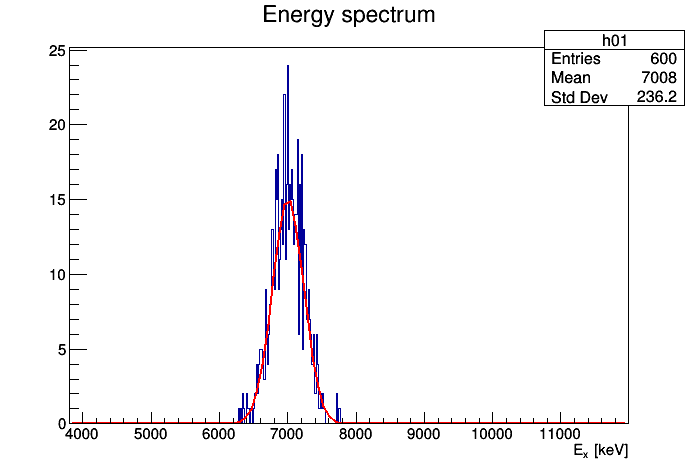 Energy spectrum
h01
Entries 600
Mean 7008
Std Dev 236.2
25
20
15
10
5
0
4000 5000 6000 7000 8000 9000 10000 11000
Eₓ [keV]